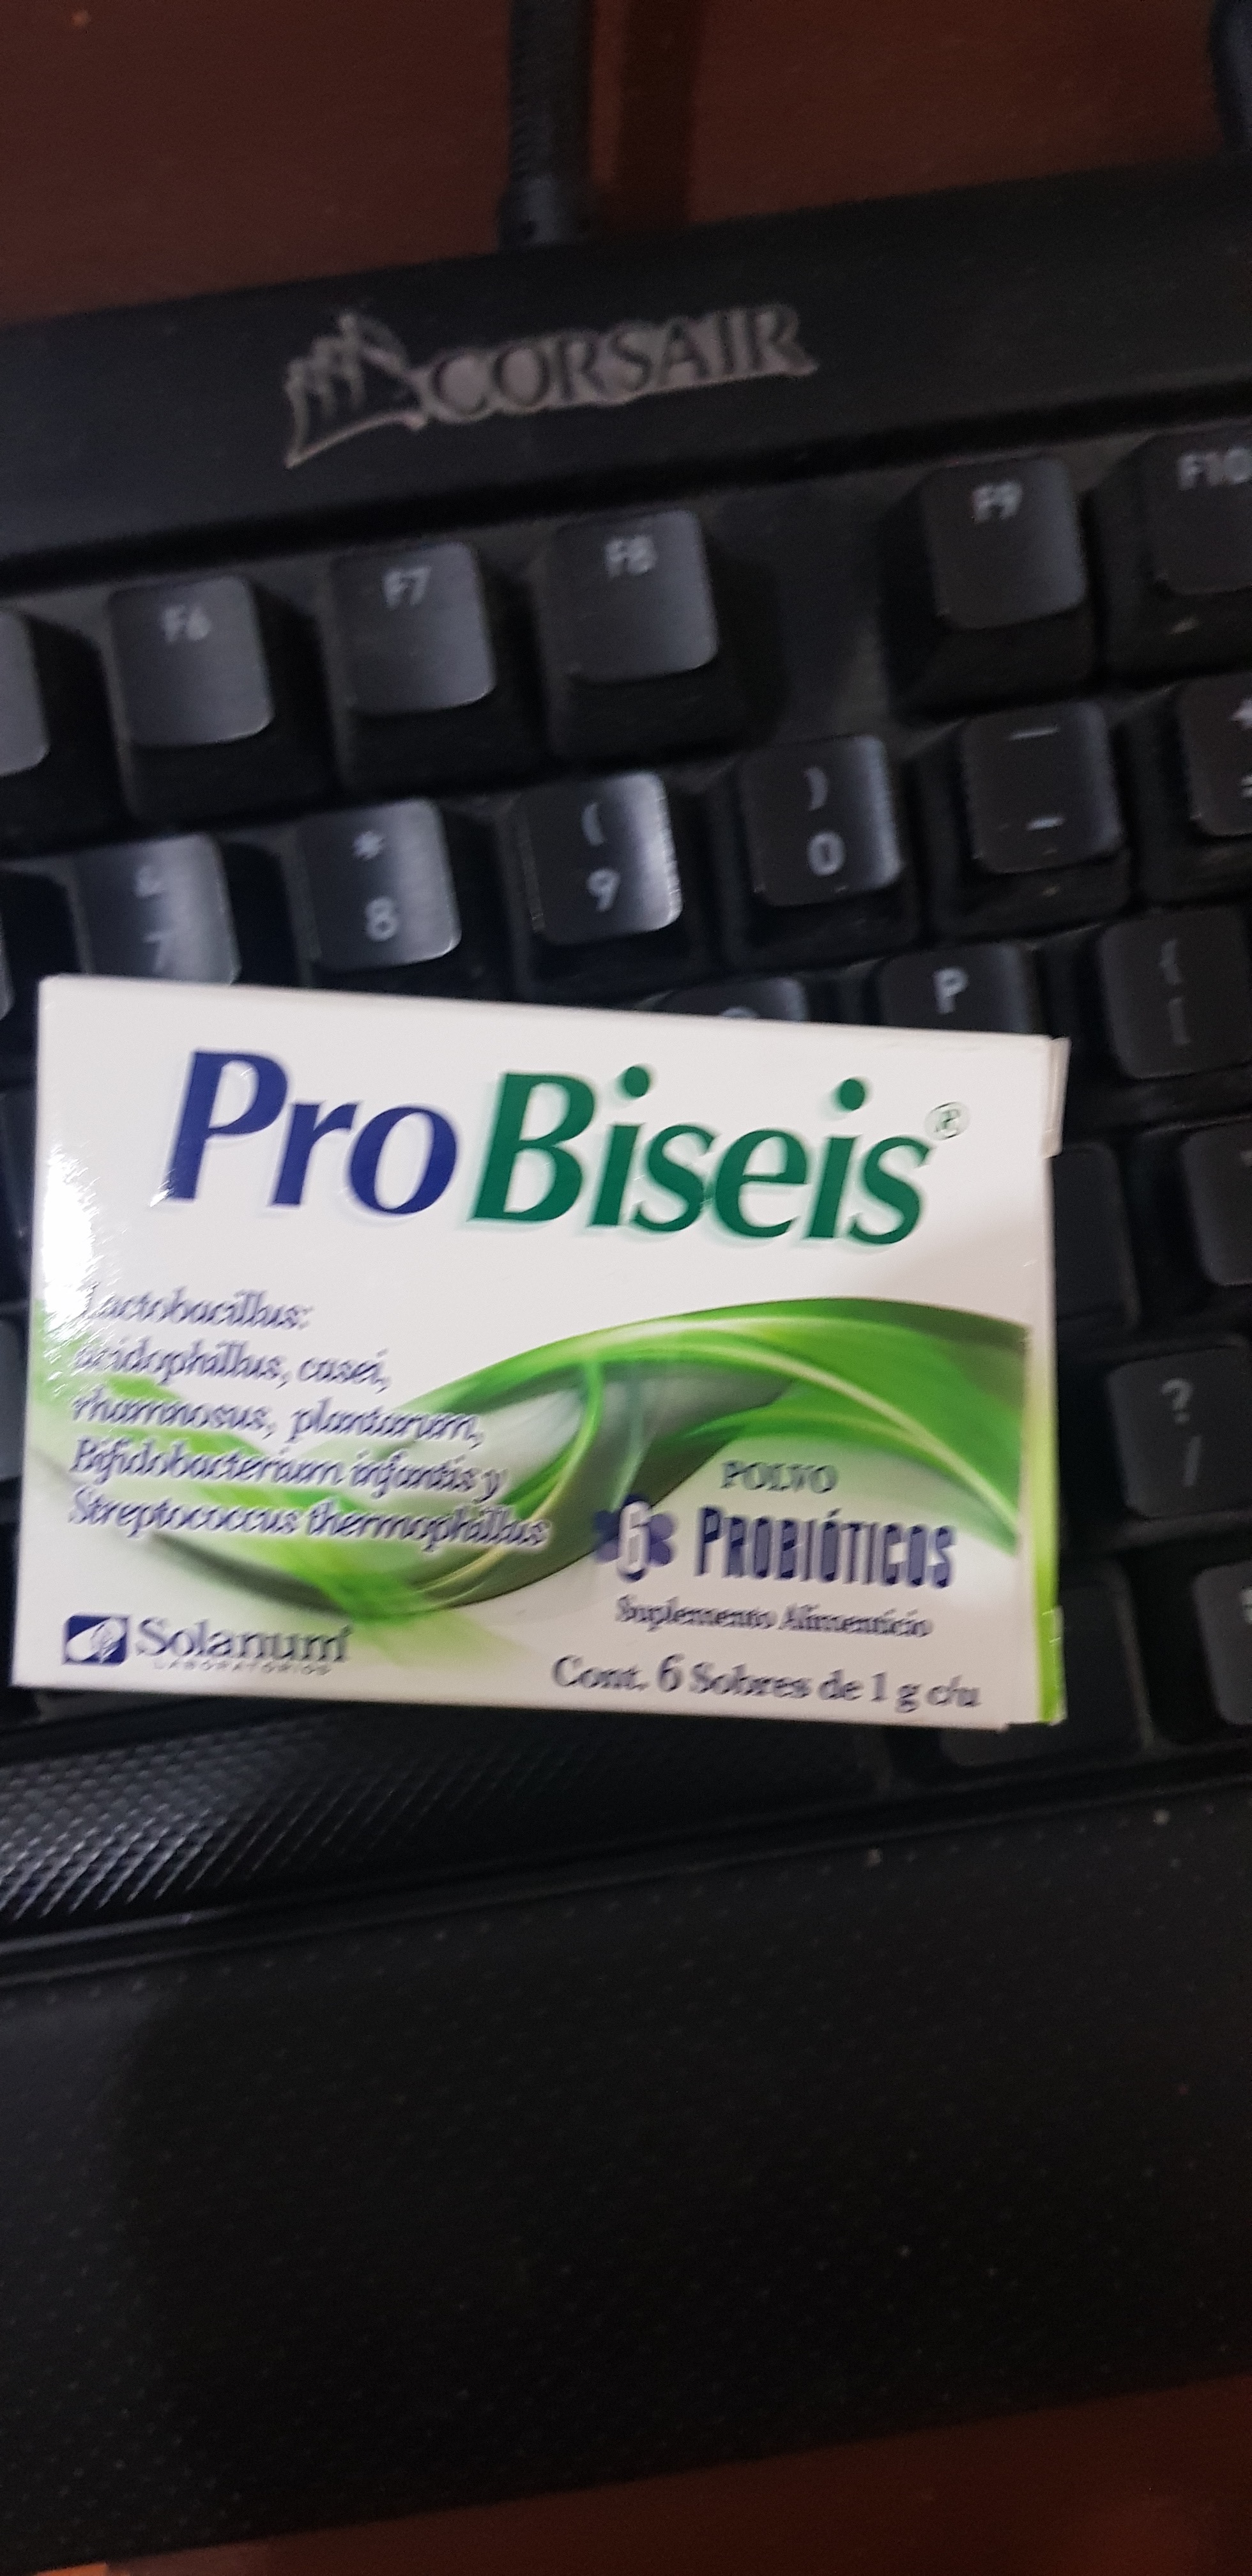 ProBiseis®
Lactobacillus:
acidophillus, casei,
rhamnosus, plantarum,
Bifidobacterium infantis y
Streptococcus thermophillus
POLVO
PROBIÓTICOS
Suplemento Alimenticio
Solanum
LABORATORIOS
Cont. 6 Sobres de 1 g c/u
CORSAIR
F6
F7
F8
F9
F10
&
7
*
8
(
9
)
0
-
P
{
[
?
/